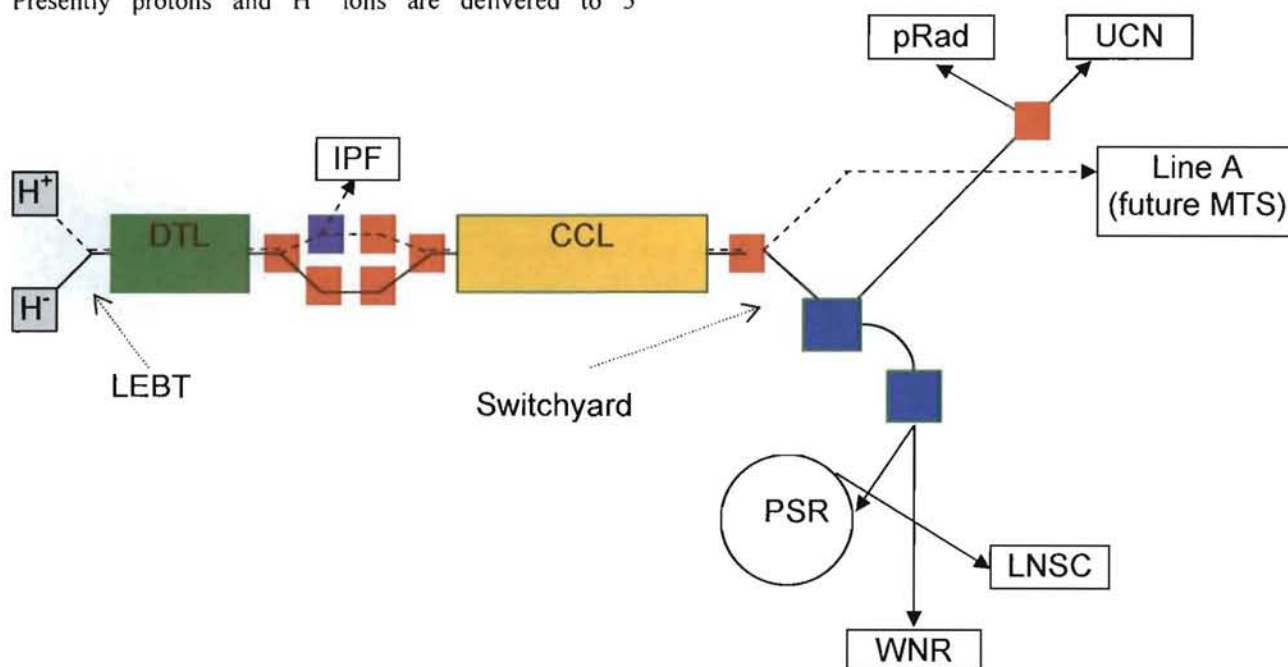 Presently protons and H⁻ ions are delivered to 5
pRad
UCN
IPF
H⁺
DTL
CCL
Line A
(future MTS)
H⁻
LEBT
Switchyard
PSR
LNSC
WNR